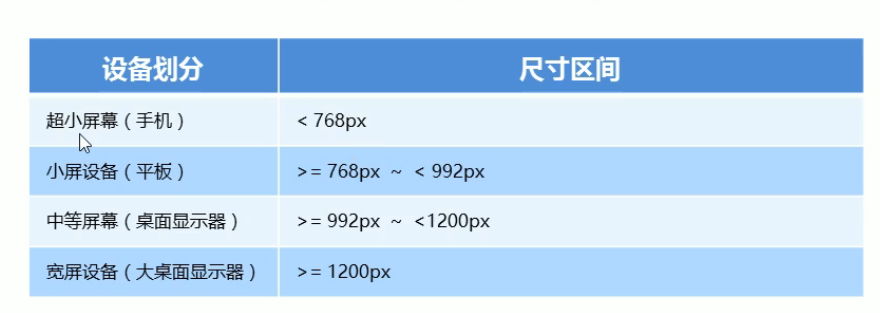 设备划分 尺寸区间
超小屏幕（手机） < 768px
小屏设备（平板） >= 768px ~ < 992px
中等屏幕（桌面显示器） >= 992px ~ <1200px
宽屏设备（大桌面显示器） >= 1200px